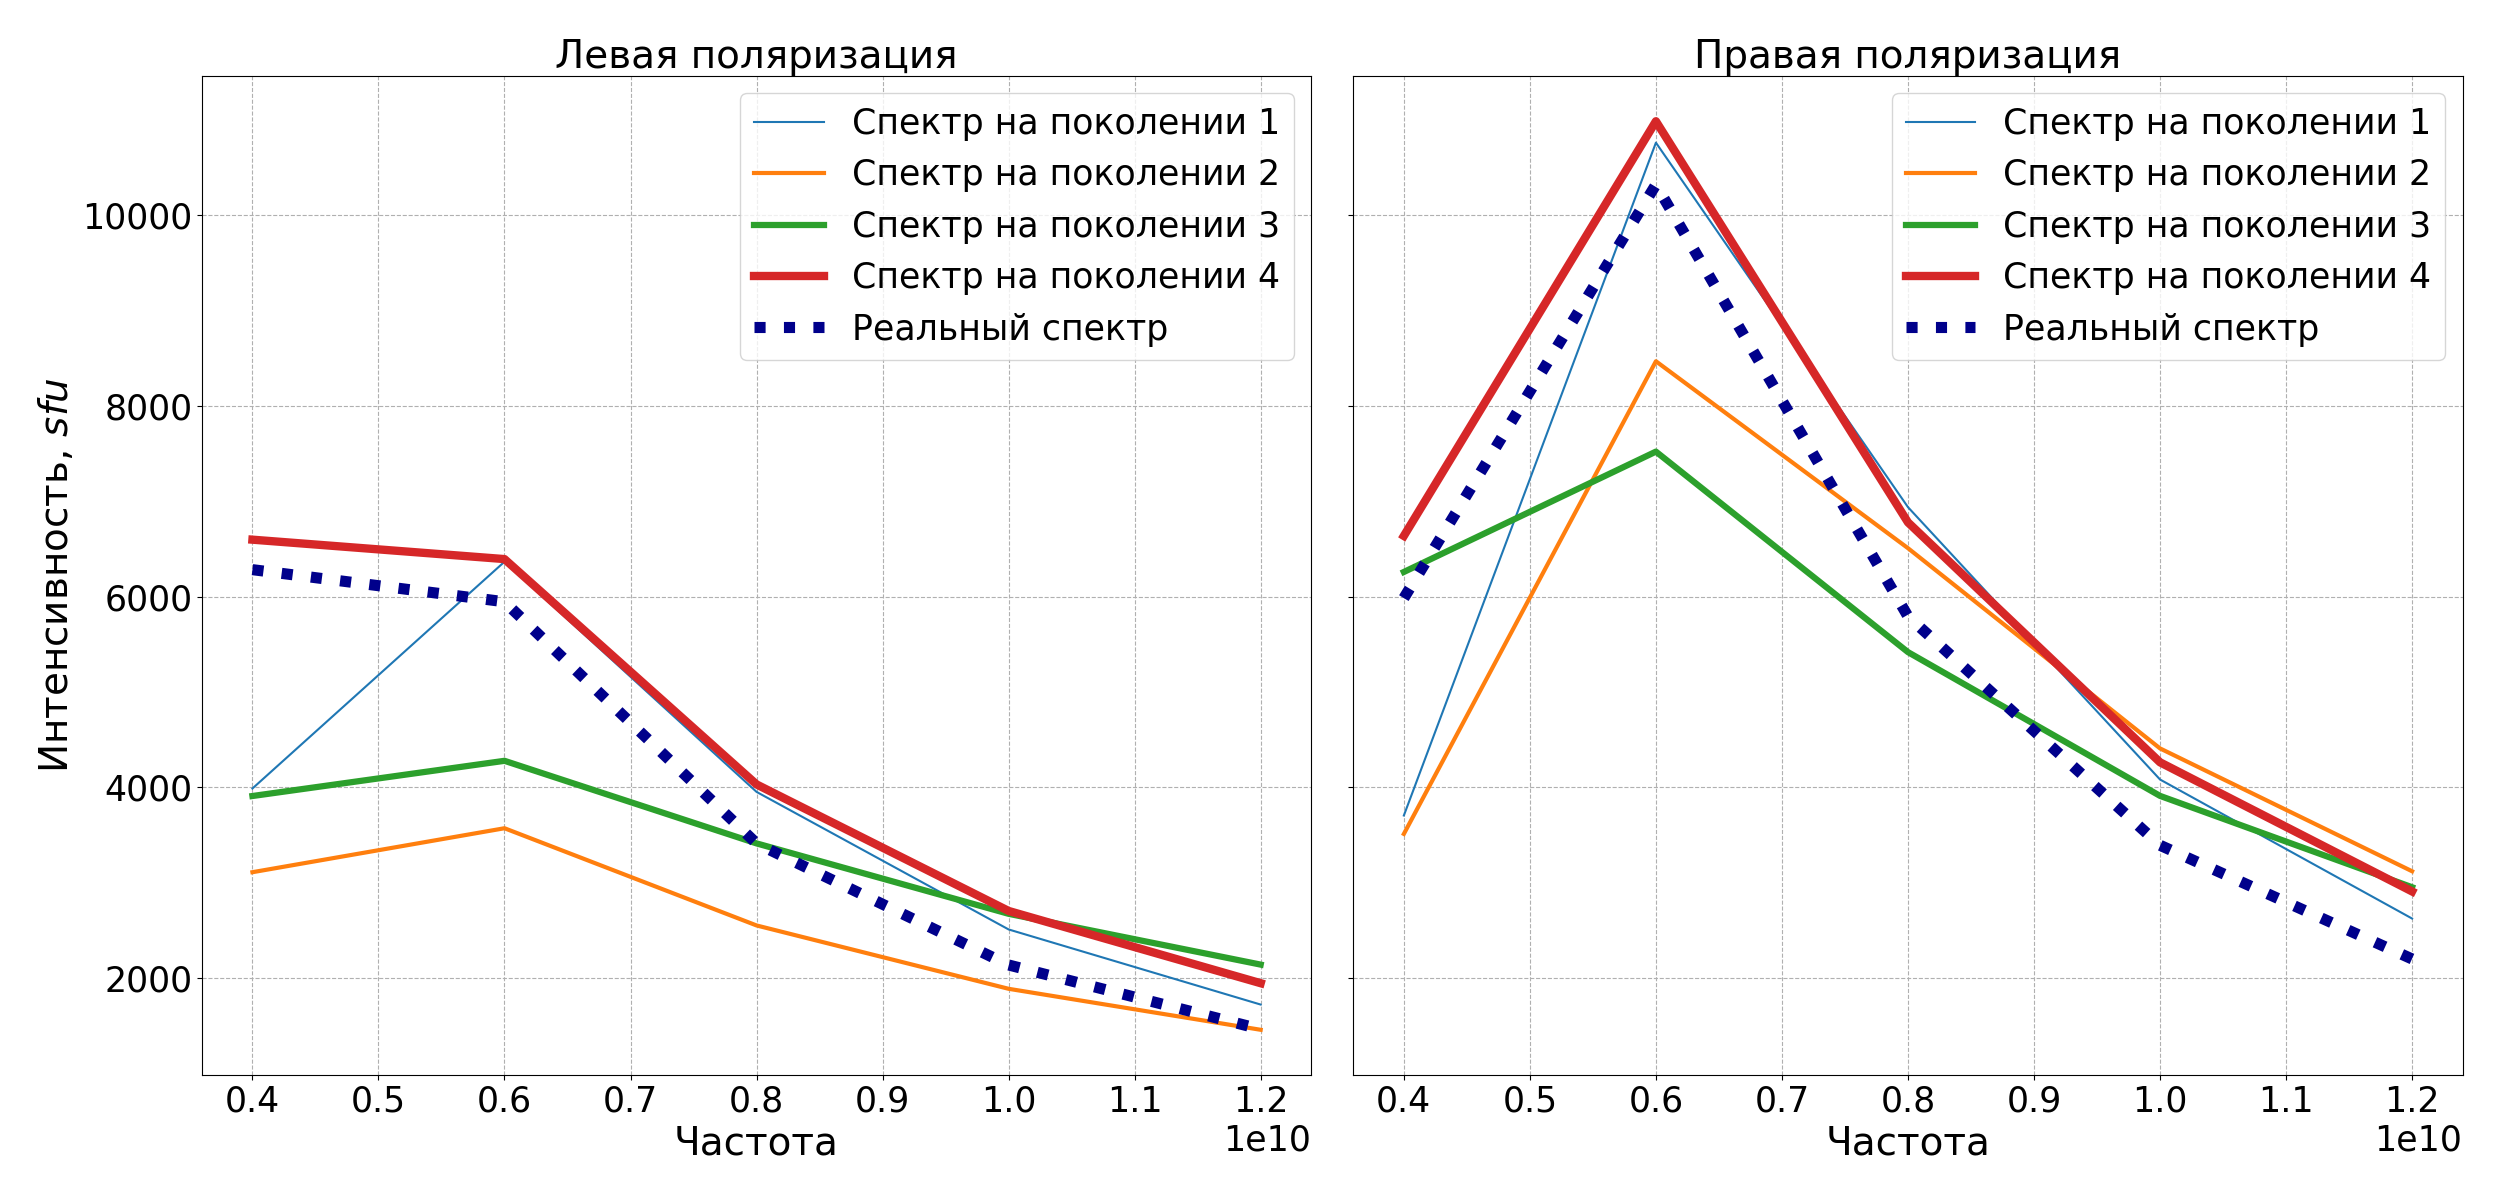 Левая поляризация
Интенсивность, sfu
10000
8000
6000
4000
2000
Спектр на поколении 1
Спектр на поколении 2
Спектр на поколении 3
Спектр на поколении 4
Реальный спектр
0.4 0.5 0.6 0.7 0.8 0.9 1.0 1.1 1.2
1e10
Частота
Правая поляризация
Спектр на поколении 1
Спектр на поколении 2
Спектр на поколении 3
Спектр на поколении 4
Реальный спектр
0.4 0.5 0.6 0.7 0.8 0.9 1.0 1.1 1.2
1e10
Частота